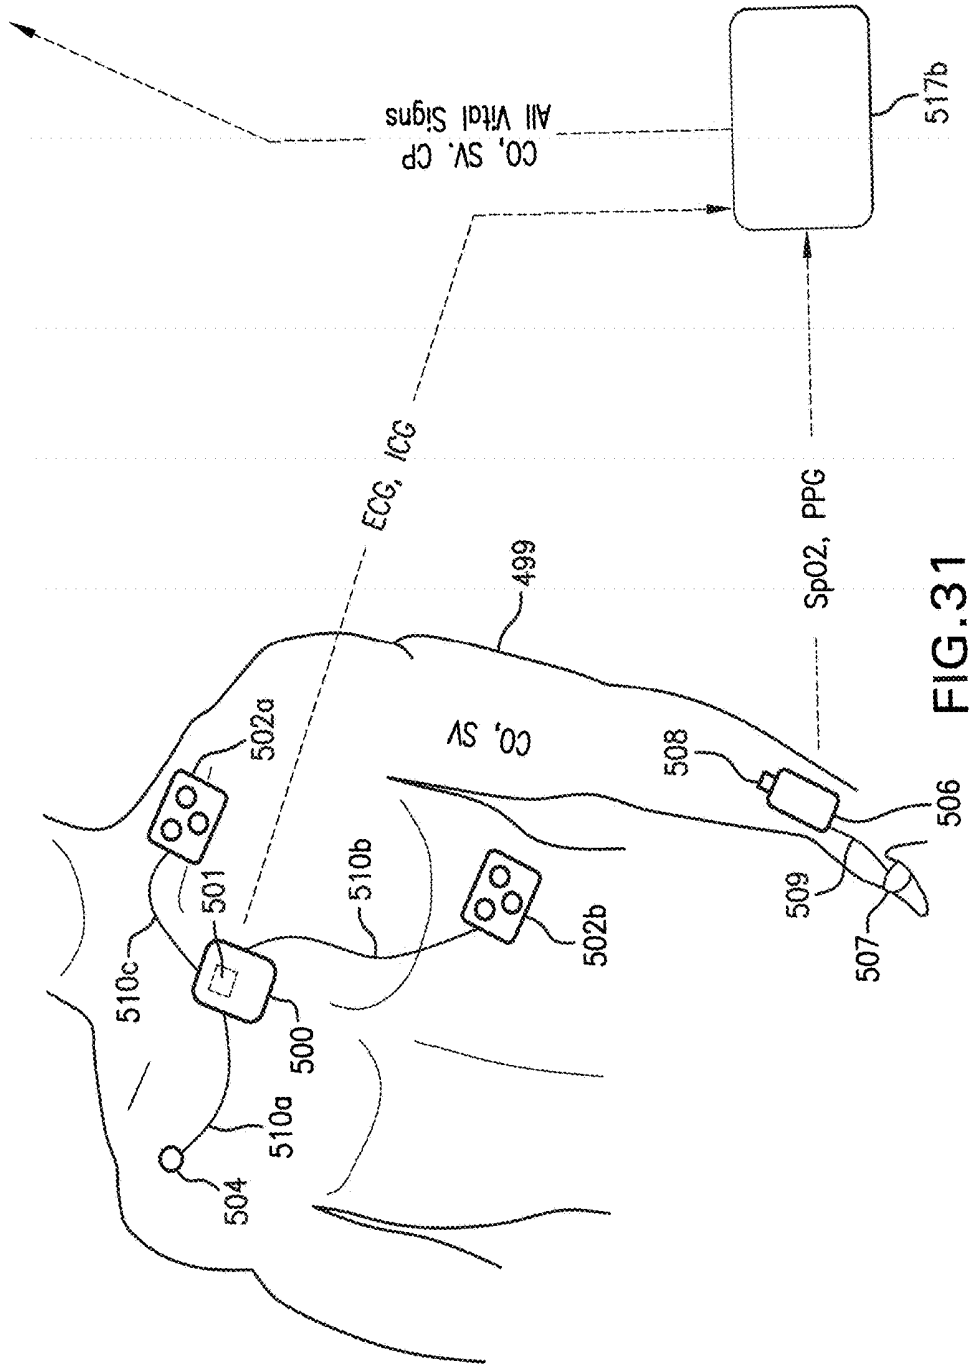 CO, SV. CP
All Vital Signs
517b
ECG, ICG
SpO2, PPG
499
CO, SV
502a
501
510c
510b
500
502b
510a
504
508
506
509
507
FIG.31